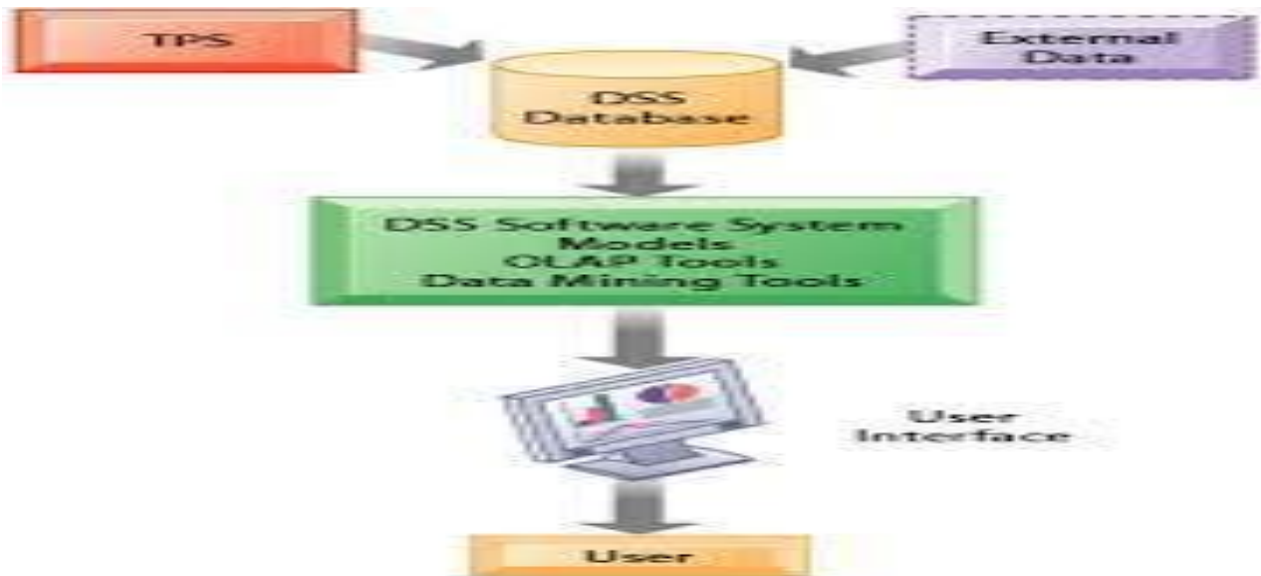 TPS
External
Data
DSS
Database
DSS Software System
Models
OLAP Tools
Data Mining Tools
User
Interface
User